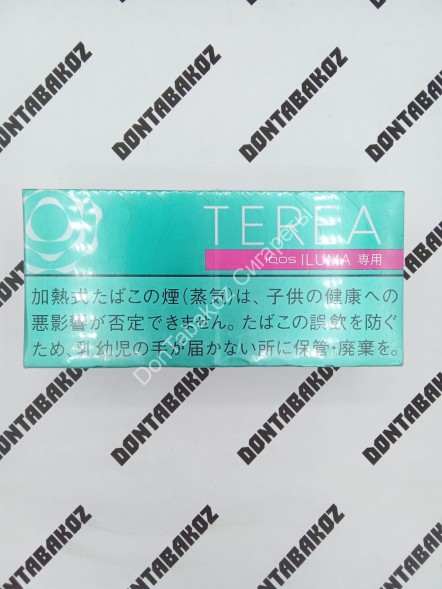 DONTABAKOZ
DONTABAKOZ
DONTABAKOZ
TEREA
IQOS ILUMA 専用
加熱式たばこの煙(蒸気)は、子供の健康への
悪影響が否定できません。たばこの誤飲を防ぐ
ため、乳幼児の手が届かない所に保管・廃棄を。
DonTabakOZ Сигареты
DONTABAKOZ
DONTABAKOZ
DONTABAKOZ
DONTABAKOZ